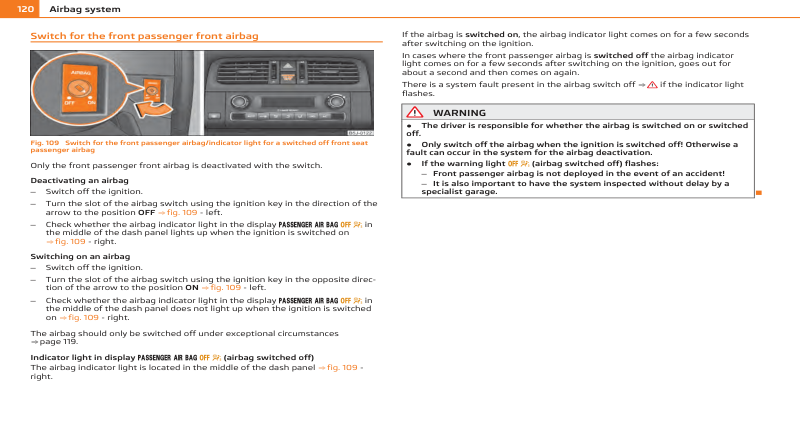 120 Airbag system
Switch for the front passenger front airbag
AIRBAG
OFF ON
Fig. 109 Switch for the front passenger airbag/indicator light for a switched off front seat
passenger airbag
Only the front passenger front airbag is deactivated with the switch.
Deactivating an airbag
– Switch off the ignition.
– Turn the slot of the airbag switch using the ignition key in the direction of the
arrow to the position OFF ⇒ fig. 109 - left.
– Check whether the airbag indicator light in the display PASSENGER AIR BAG OFF in
the middle of the dash panel lights up when the ignition is switched on
⇒ fig. 109 - right.
Switching on an airbag
– Switch off the ignition.
– Turn the slot of the airbag switch using the ignition key in the opposite direc-
tion of the arrow to the position ON ⇒ fig. 109 - left.
– Check whether the airbag indicator light in the display PASSENGER AIR BAG OFF in
the middle of the dash panel does not light up when the ignition is switched
on ⇒ fig. 109 - right.
The airbag should only be switched off under exceptional circumstances
⇒ page 119.
Indicator light in display PASSENGER AIR BAG OFF (airbag switched off)
The airbag indicator light is located in the middle of the dash panel ⇒ fig. 109 -
right.
If the airbag is switched on, the airbag indicator light comes on for a few seconds
after switching on the ignition.
In cases where the front passenger airbag is switched off the airbag indicator
light comes on for a few seconds after switching on the ignition, goes out for
about a second and then comes on again.
There is a system fault present in the airbag switch off ⇒ ⚠ if the indicator light
flashes.
WARNING
● The driver is responsible for whether the airbag is switched on or switched
off.
● Only switch off the airbag when the ignition is switched off! Otherwise a
fault can occur in the system for the airbag deactivation.
● If the warning light OFF (airbag switched off) flashes:
– Front passenger airbag is not deployed in the event of an accident!
– It is also important to have the system inspected without delay by a
specialist garage.